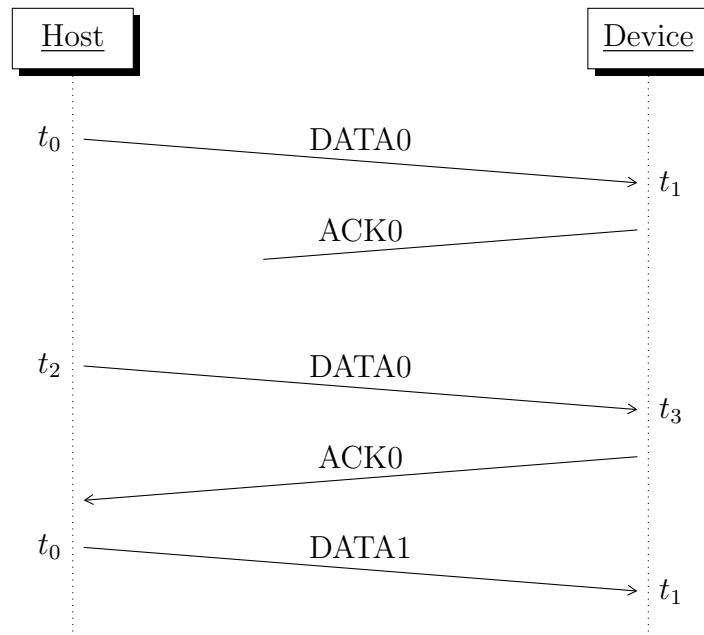 Host
Device
t₀
DATA0
t₁
ACK0
t₂
DATA0
t₃
ACK0
t₀
DATA1
t₁